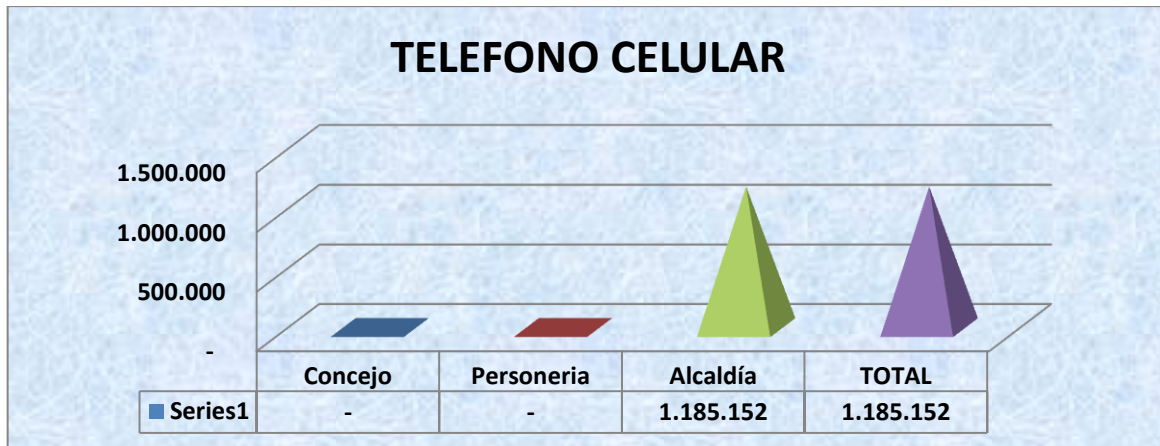 TELEFONO CELULAR
1.500.000
1.000.000
500.000
-
Concejo Personeria Alcaldía TOTAL
Series1 - - 1.185.152 1.185.152